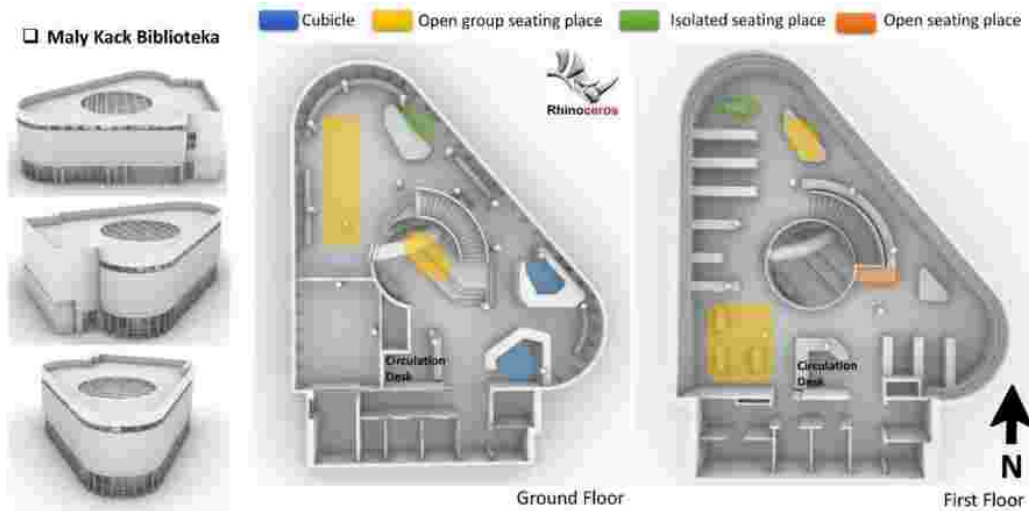 Cubicle
Open group seating place
Isolated seating place
Open seating place
❑ Maly Kack Biblioteka
Rhinoceros
Circulation
Desk
Circulation
Desk
N
Ground Floor
First Floor